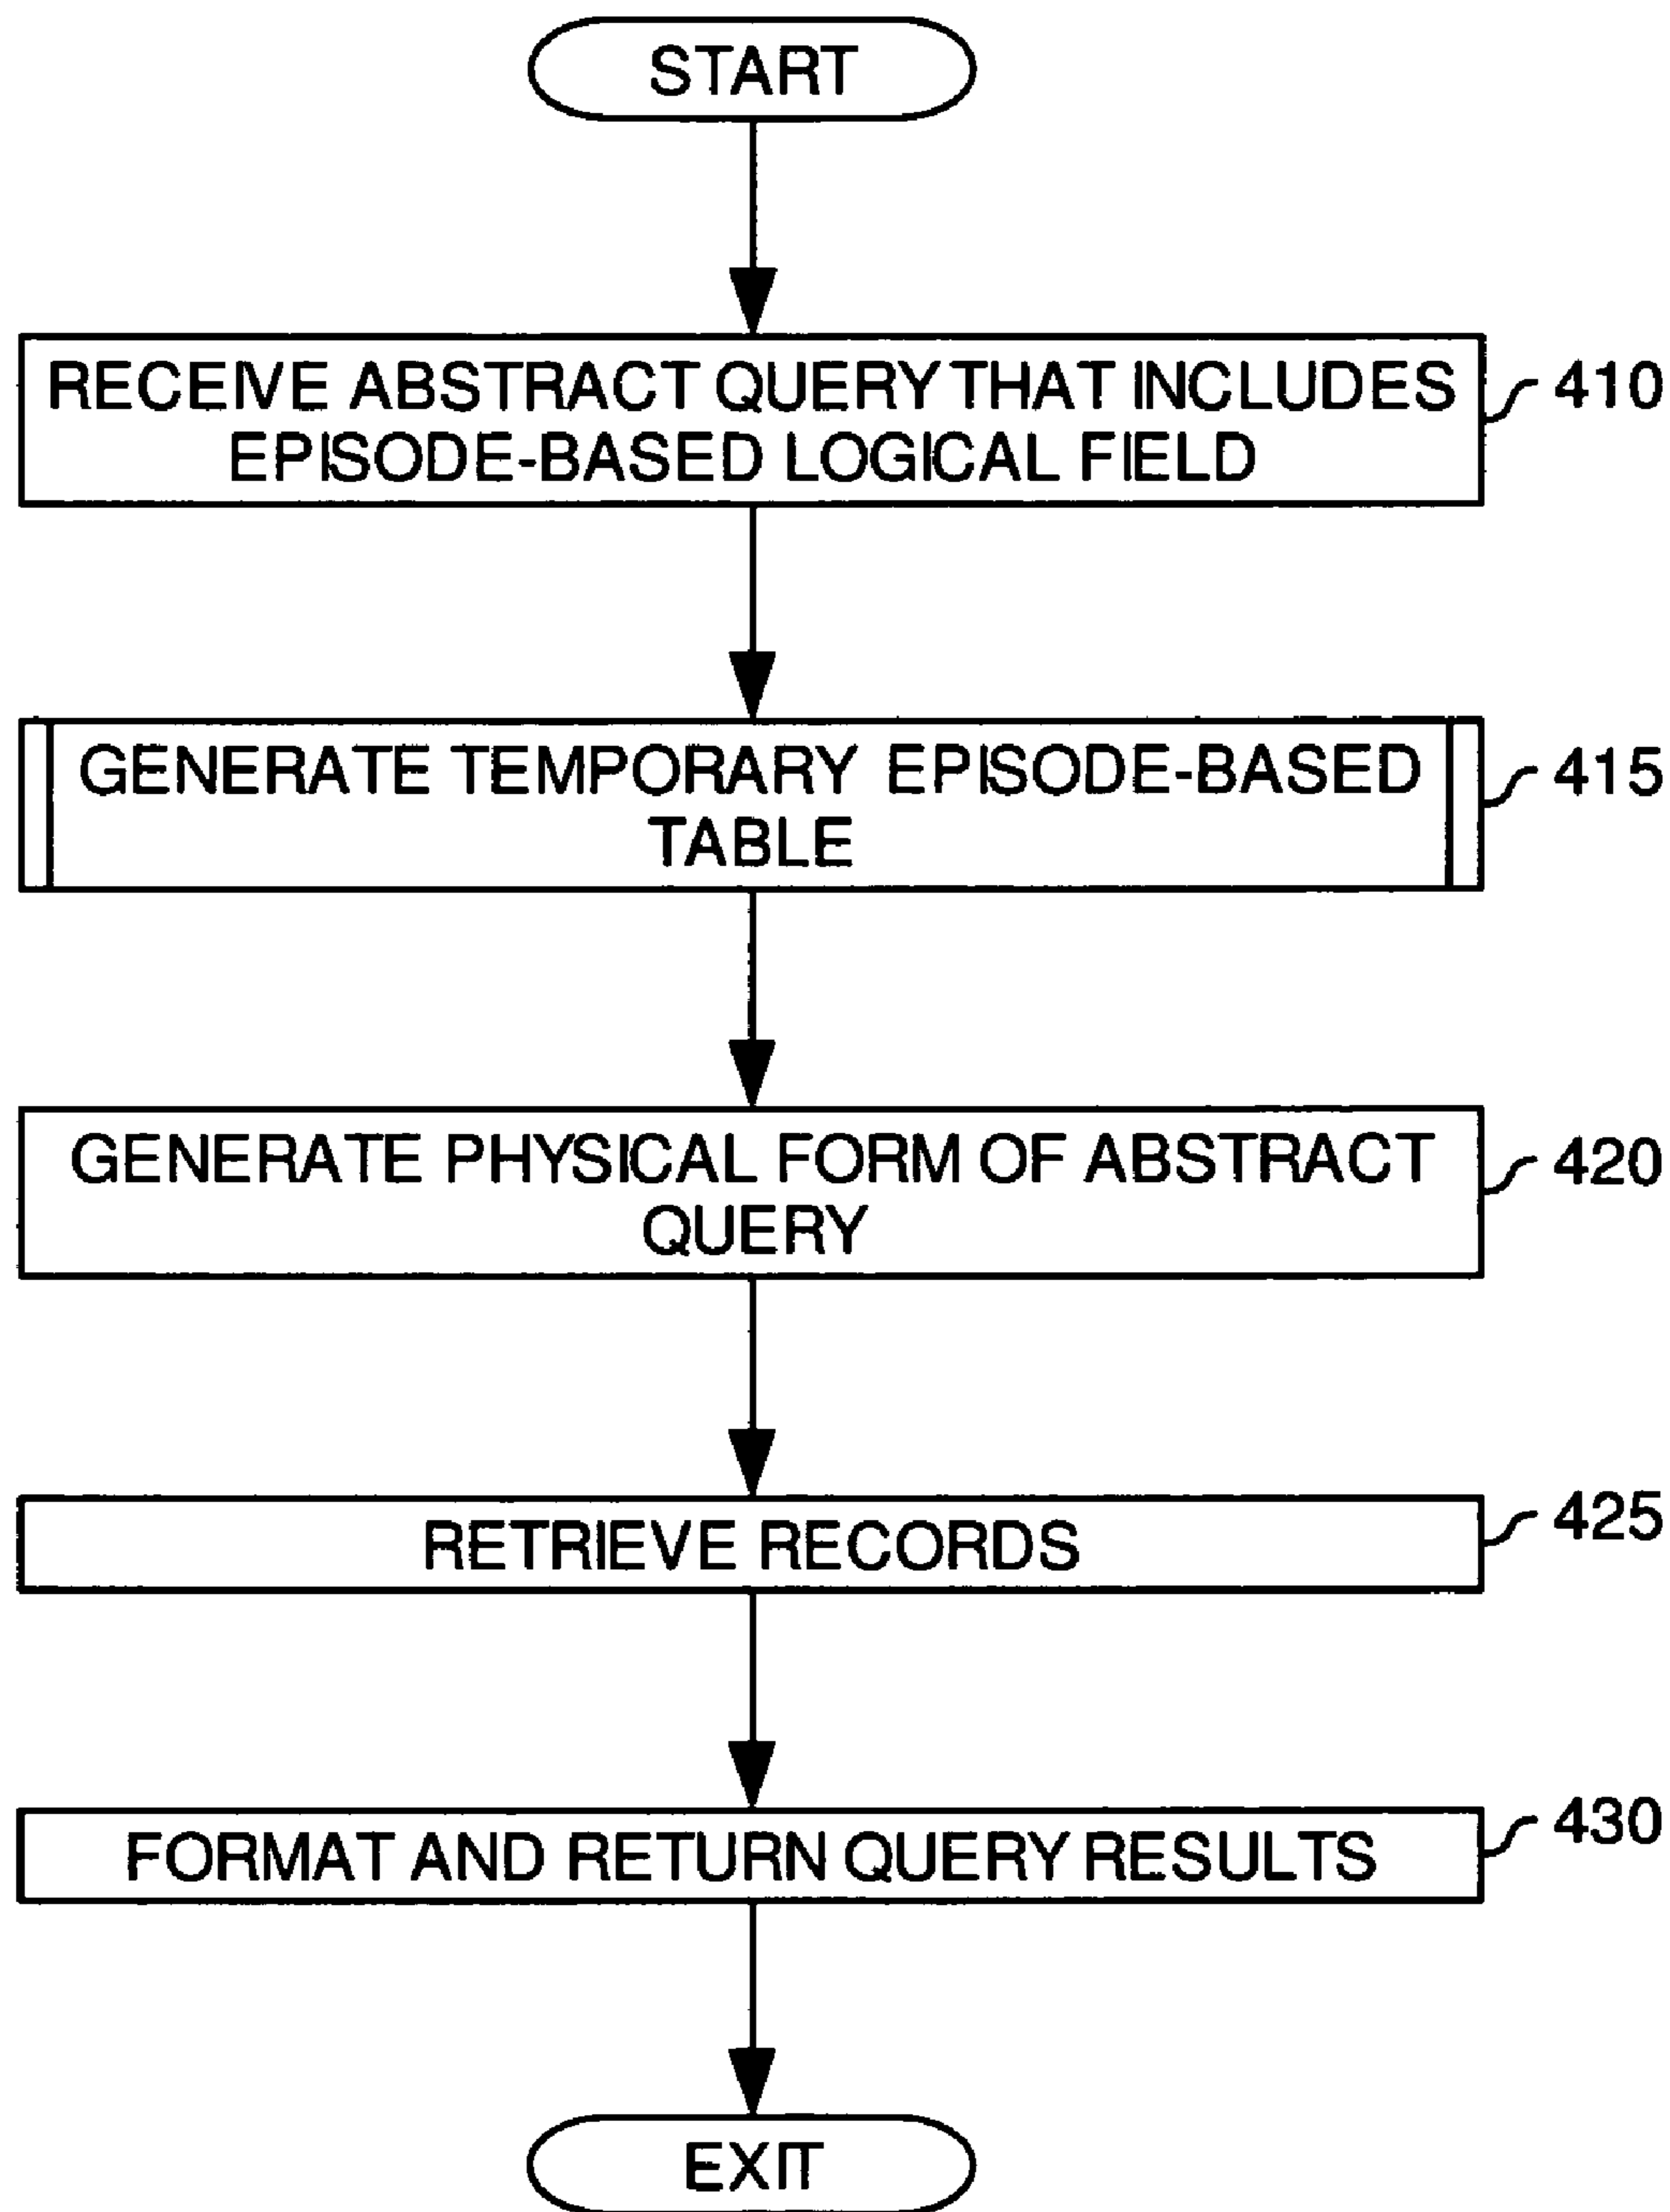 START
RECEIVE ABSTRACT QUERY THAT INCLUDES
EPISODE-BASED LOGICAL FIELD
410
GENERATE TEMPORARY EPISODE-BASED
TABLE
415
GENERATE PHYSICAL FORM OF ABSTRACT
QUERY
420
RETRIEVE RECORDS
425
FORMAT AND RETURN QUERY RESULTS
430
EXIT